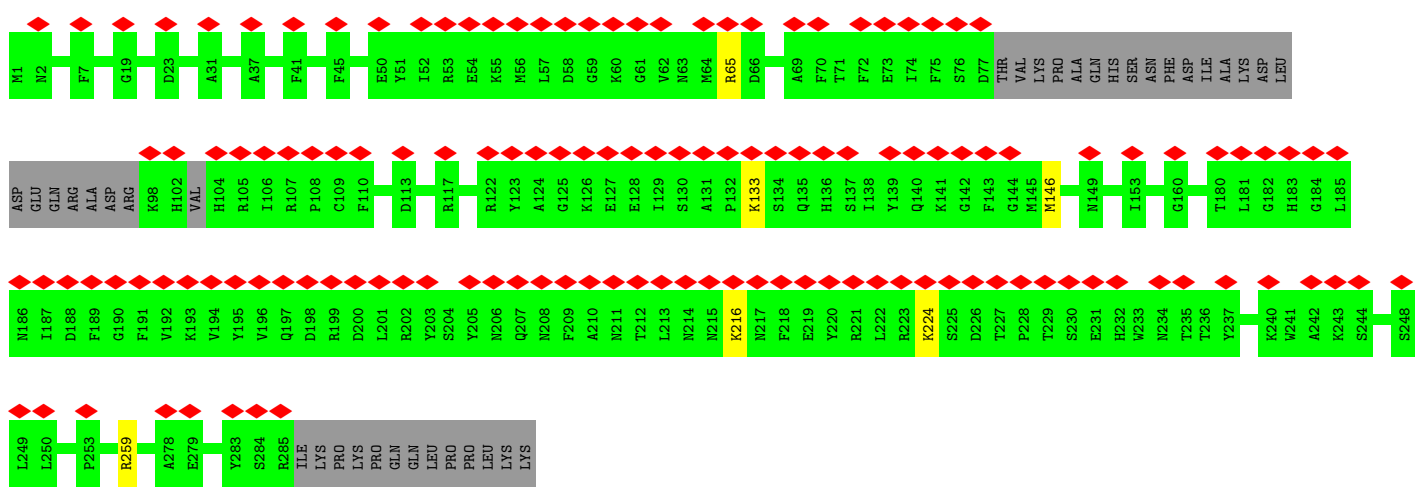 M1 N2 F7 G19 D23 A31 A37 F41 F45 E50 Y51 I52 R53 E54 K55 M56 L57 D58 G59 K60 G61 V62 N63 M64 R65 D66 A69 F70 T71 F72 E73 I74 F75 S76 D77 THR VAL LYS PRO ALA GLN HIS SER ASN PHE ASP ILE ALA LYS ASP LEU
ASP GLU GLN ARG ALA ASP ARG K98 H102 VAL H104 R105 I106 R107 P108 C109 F110 D113 R117 R122 Y123 A124 G125 K126 E127 E128 I129 S130 A131 P132 K133 S134 Q135 H136 S137 I138 Y139 Q140 K141 G142 F143 G144 M145 M146 N149 I153 G160 T180 L181 G182 H183 G184 L185
N186 I187 D188 F189 G190 F191 V192 K193 V194 Y195 V196 Q197 D198 R199 D200 L201 R202 Y203 S204 Y205 N206 Q207 N208 F209 A210 N211 T212 L213 N214 N215 K216 N217 F218 E219 Y220 R221 L222 R223 K224 S225 D226 T227 P228 T229 S230 E231 H232 W233 N234 T235 T236 Y237 K240 W241 A242 K243 S244 S248
L249 L250 P253 R259 A278 E279 Y283 S284 R285 ILE LYS PRO LYS PRO GLN GLN LEU PRO PRO LEU LYS LYS